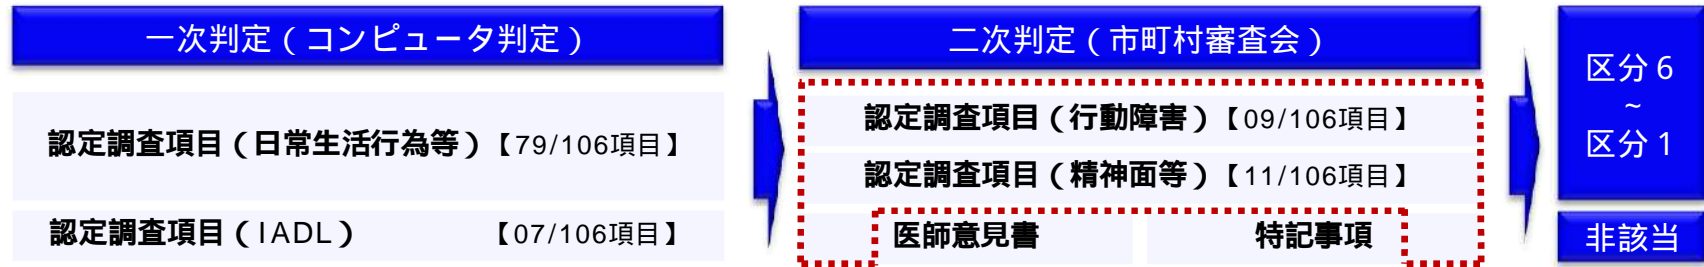 一次判定（コンピュータ判定）
認定調査項目（日常生活行為等）【79/106項目】
認定調査項目（IADL）【07/106項目】
二次判定（市町村審査会）
認定調査項目（行動障害）【09/106項目】
認定調査項目（精神面等）【11/106項目】
医師意見書
特記事項
区分６
～
区分１
非該当